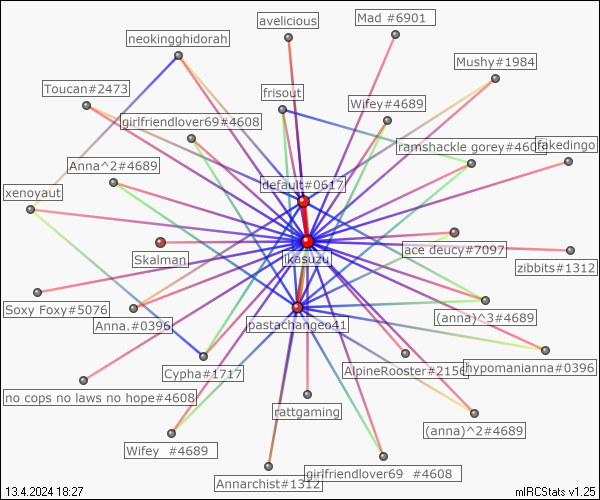 avelicious
Mad #6901
neokingghidorah
Mushy#1984
Toucan#2473
frisout
Wifey#4689
girlfriendlover69#4608
ramshackle gorey#460
fakedingo
Anna^2#4689
default#0617
xenoyaut
ace deucy#7097
Skalman
ikasuzu
zibbits#1312
Soxy Foxy#5076
Anna.#0396
(anna)^3#4689
pastachangeo41
Cypha#1717
AlpineRooster#2156
hypomanianna#0396
no cops no laws no hope#4608
rattgaming
(anna)^2#4689
Wifey  #4689
girlfriendlover69  #4608
Annarchist#1312
13.4.2024 18:27
mIRCStats v1.25